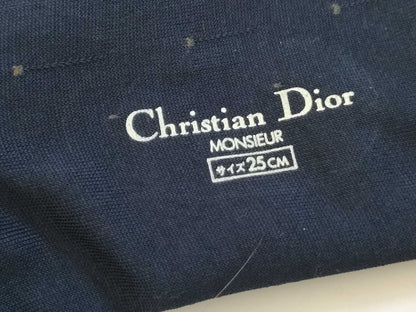 Christian Dior
MONSIEUR
サイズ25CM